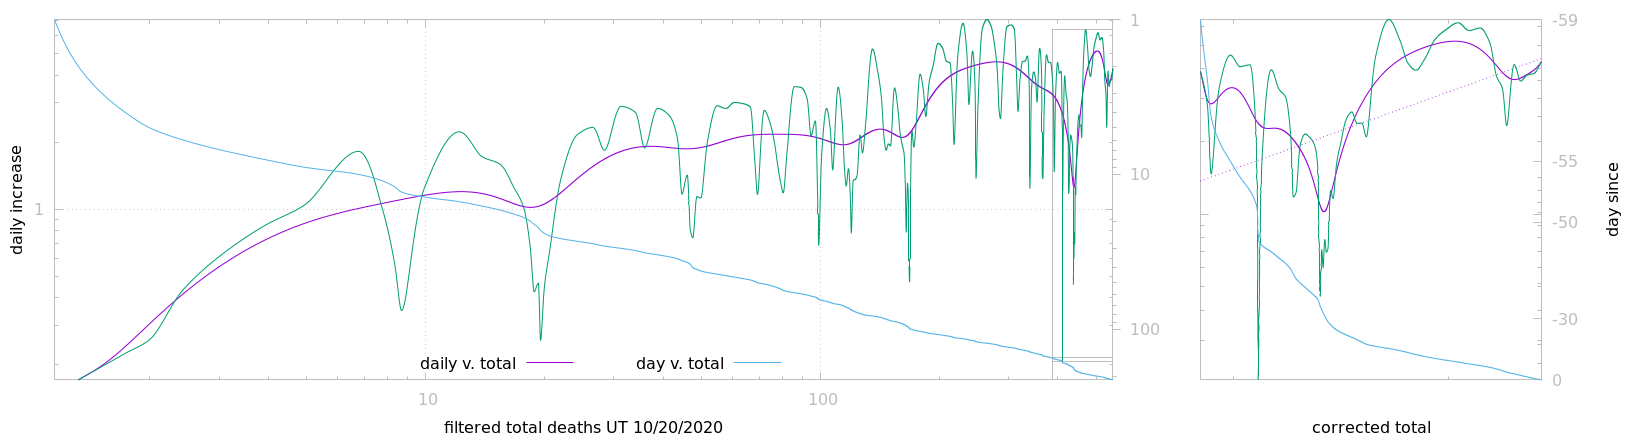 1
-59
10
-55
daily increase
day since
1
-50
100
-30
daily v. total
day v. total
0
10
100
filtered total deaths UT 10/20/2020
corrected total